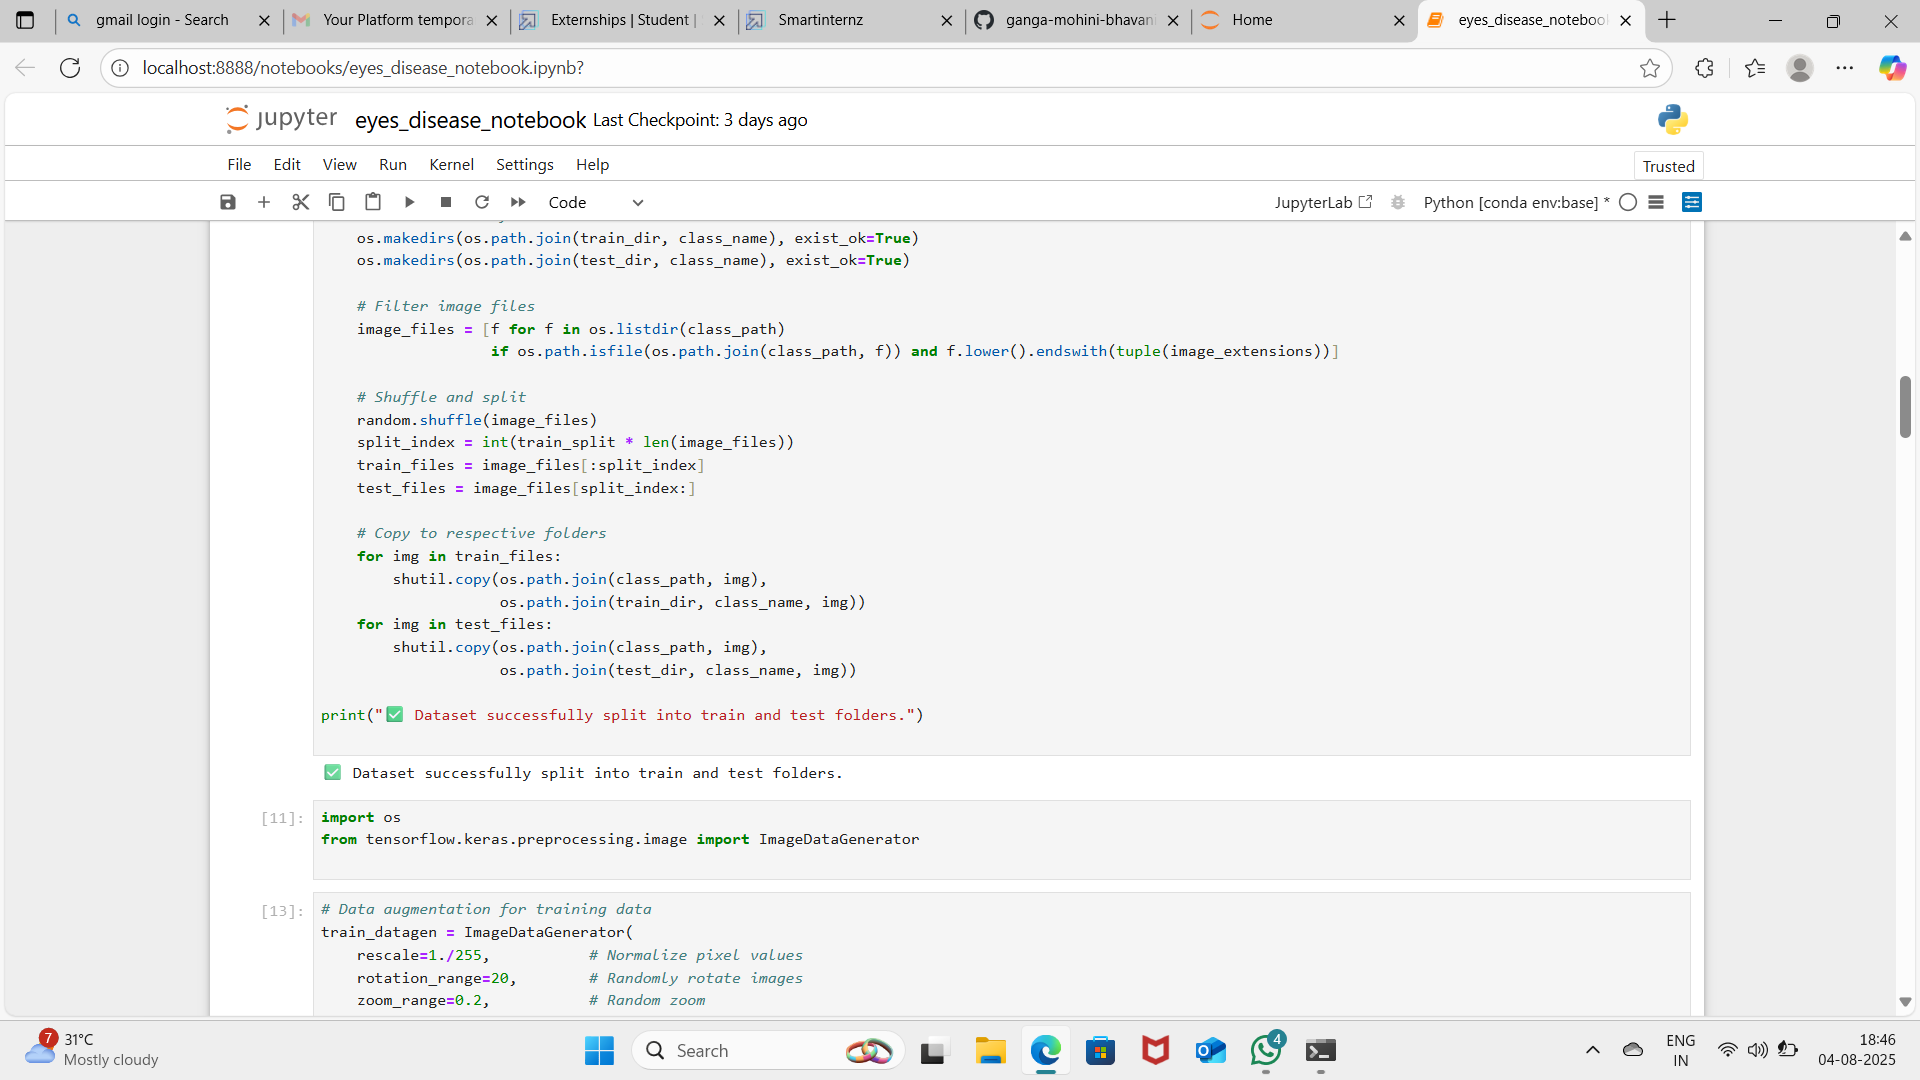 gmail login - Search
Your Platform tempora
Externships | Student |
Smartinternz
ganga-mohini-bhavani
Home
eyes_disease_notebook
localhost:8888/notebooks/eyes_disease_notebook.ipynb?
jupyter eyes_disease_notebook Last Checkpoint: 3 days ago
File Edit View Run Kernel Settings Help
Trusted
Code
JupyterLab
Python [conda env:base] *
    os.makedirs(os.path.join(train_dir, class_name), exist_ok=True)
    os.makedirs(os.path.join(test_dir, class_name), exist_ok=True)
    # Filter image files
    image_files = [f for f in os.listdir(class_path)
                   if os.path.isfile(os.path.join(class_path, f)) and f.lower().endswith(tuple(image_extensions))]
    # Shuffle and split
    random.shuffle(image_files)
    split_index = int(train_split * len(image_files))
    train_files = image_files[:split_index]
    test_files = image_files[split_index:]
    # Copy to respective folders
    for img in train_files:
        shutil.copy(os.path.join(class_path, img),
                    os.path.join(train_dir, class_name, img))
    for img in test_files:
        shutil.copy(os.path.join(class_path, img),
                    os.path.join(test_dir, class_name, img))
print("✅ Dataset successfully split into train and test folders.")
✅ Dataset successfully split into train and test folders.
[11]:
import os
from tensorflow.keras.preprocessing.image import ImageDataGenerator
[13]:
# Data augmentation for training data
train_datagen = ImageDataGenerator(
    rescale=1./255,           # Normalize pixel values
    rotation_range=20,        # Randomly rotate images
    zoom_range=0.2,           # Random zoom
7
31°C
Mostly cloudy
Search
4
ENG
IN
18:46
04-08-2025